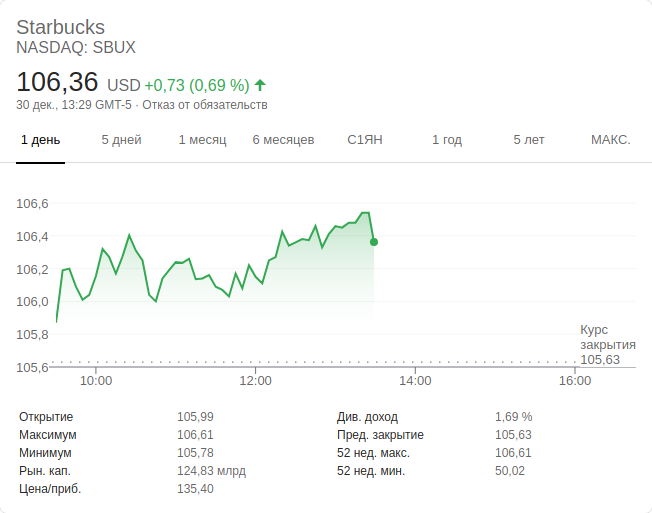 Starbucks
NASDAQ: SBUX
106,36 USD +0,73 (0,69 %)
30 дек., 13:29 GMT-5 · Отказ от обязательств
1 день 5 дней 1 месяц 6 месяцев С1ЯН 1 год 5 лет МАКС.
106,6
106,4
106,2
106,0
105,8
105,6
Курс
закрытия
105,63
10:00 12:00 14:00 16:00
Открытие 105,99 Див. доход 1,69 %
Максимум 106,61 Пред. закрытие 105,63
Минимум 105,78 52 нед. макс. 106,61
Рын. кап. 124,83 млрд 52 нед. мин. 50,02
Цена/приб. 135,40